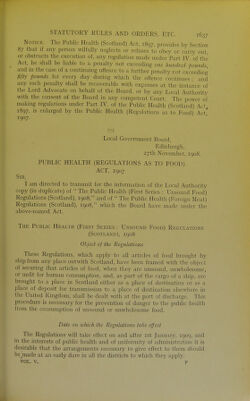 STATUTORY RULES AND ORDERS, ETC. 1657
NOTICE. The Public Health (Scotland) Act, 1897, provides by Section
87 that if any person wilfully neglects or refuses to obey or carry out,
or obstructs the execution of, any regulation made under Part IV. of the
Act, he shall be liable to a penalty not exceeding one hundred pounds,
and in the case of a continuing offence to a further penalty not exceeding
fifty pounds for every day during which the offence continues; and
any such penalty shall be recoverable with expenses at the instance of
the Lord Advocate on behalf of the Board, or by any Local Authority
with the consent of the Board in any competent Court. The power of
making regulations under Part IV. of the Public Health (Scotland) Act,
1897, is enlarged by the Public Health (Regulations as to Food) Act,
1907.
Local Government Board,
Edinburgh,
27th November, 1908.
PUBLIC HEALTH (REGULATIONS AS TO FOOD)
ACT, 1907
SIR,
I am directed to transmit for the information of the Local Authority
copy (in duplicate) of "The Public Health (First Series: Unsound Food)
Regulations (Scotland), 1908," and of "The Public Health (Foreign Meat)
Regulations (Scotland), 1908," which the Board have made under the
above-named Act.
THE PUBLIC HEALTH (FIRST SERIES: UNSOUND FOOD) REGULATIONS
(SCOTLAND), 1908
Object of the Regulations
These Regulations, which apply to all articles of food brought by
ship from any place outwith Scotland, have been framed with the object
of securing that articles of food, when they are unsound, unwholesome,
or unfit for human consumption, and, as part of the cargo of a ship, are
brought to a place in Scotland either as a place of destination or as a
place of deposit for transmission to a place of destination elsewhere in
the United Kingdom, shall be dealt with at the port of discharge. This
procedure is necessary for the prevention of danger to the public health
from the consumption of unsound or unwholesome food.
Date on which the Regulations take effect
The Regulations will take effect on and after 1st January, 1909, and
in the interests of public health and of uniformity of administration it is
desirable that the arrangements necessary to give effect to them should
be made at an early date in all the districts to which they apply.
VOL. V. P